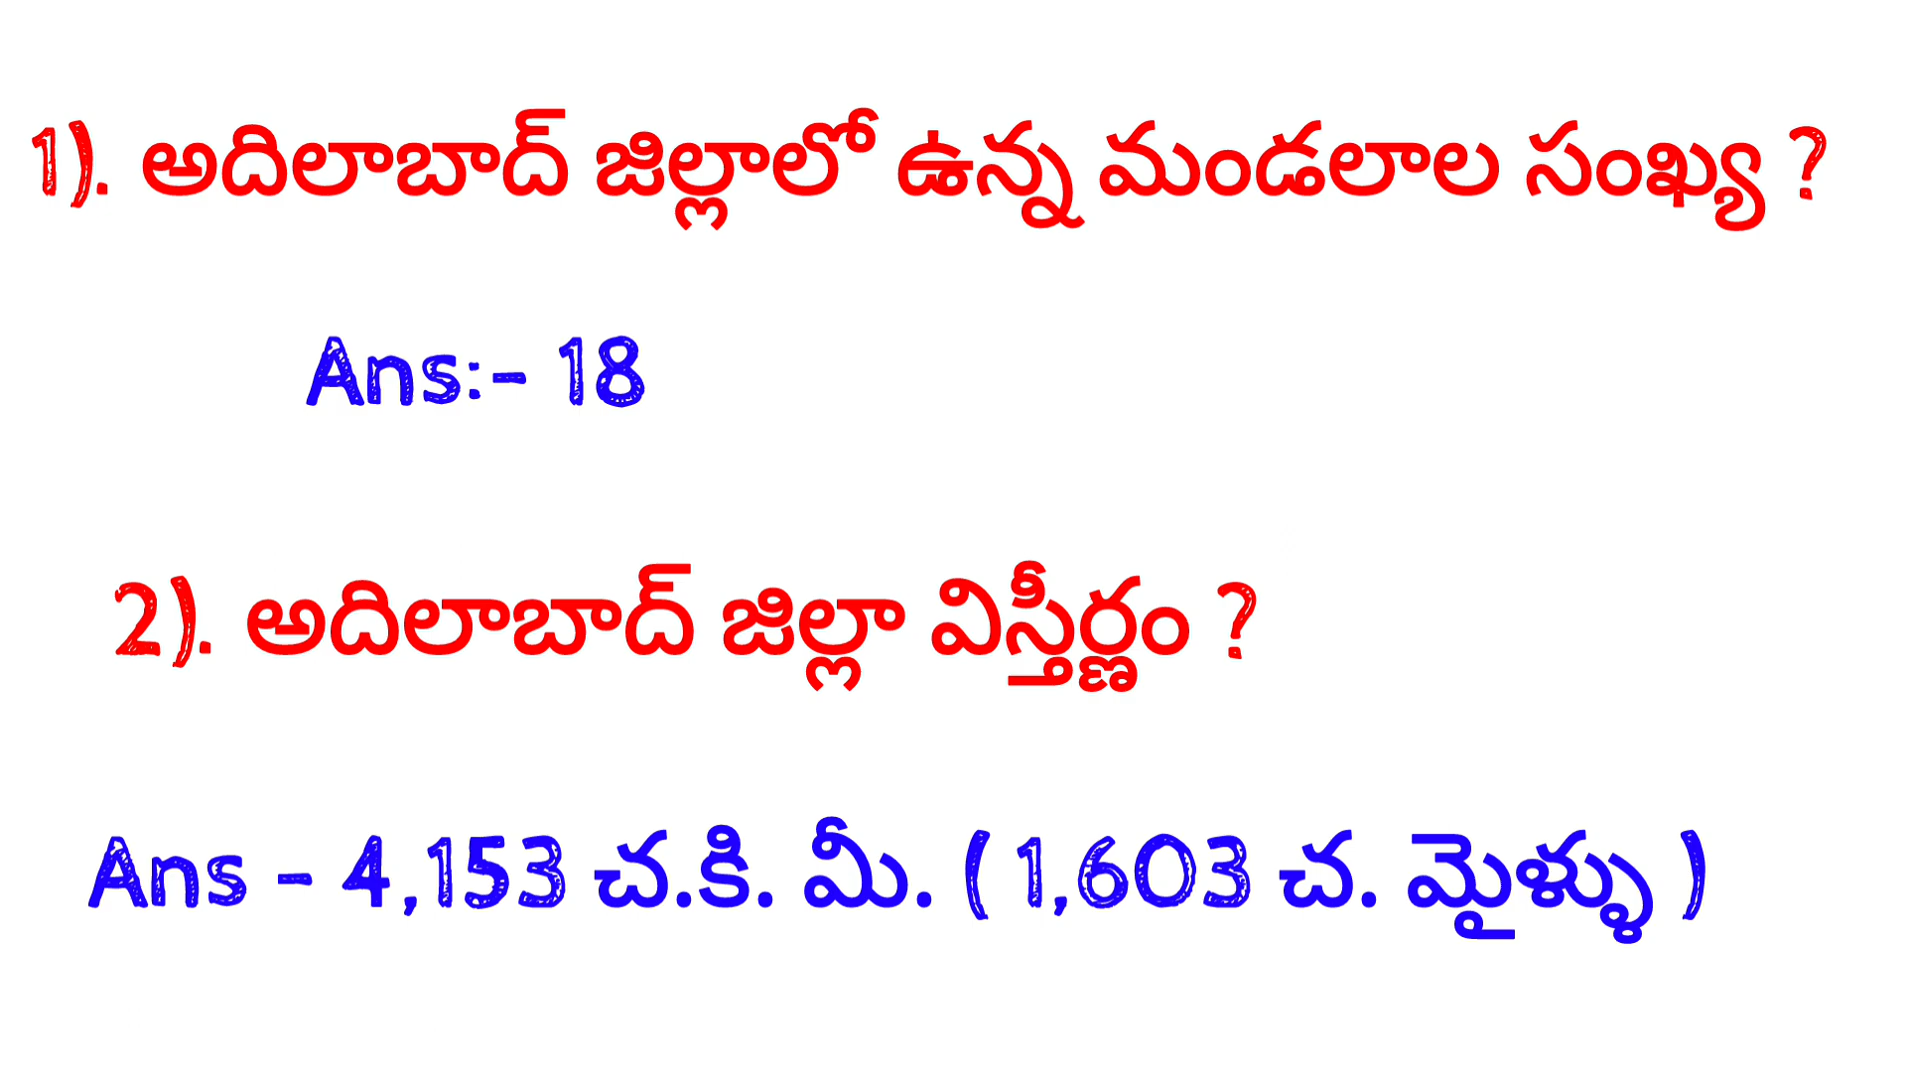 1). అదిలాబాద్ జిల్లాలో ఉన్న మండలాల సంఖ్య ?
Ans:- 18
2). అదిలాబాద్ జిల్లా విస్తీర్ణం ?
Ans - 4,153 చ.కి. మీ. ( 1,603 చ. మైళ్ళు )